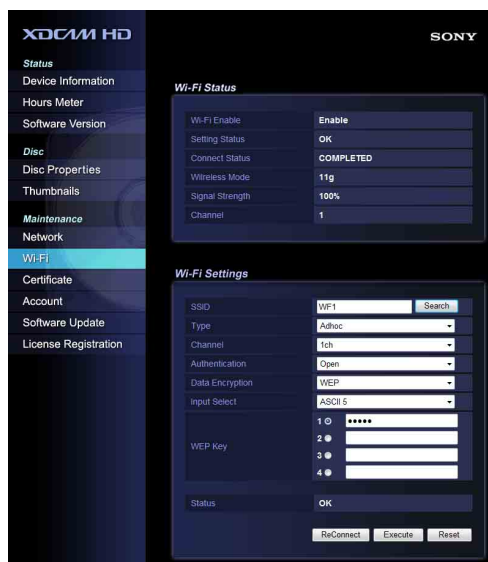 XDCAM HD
SONY
Status
Device Information
Hours Meter
Software Version
Disc
Disc Properties
Thumbnails
Maintenance
Network
Wi-Fi
Certificate
Account
Software Update
License Registration
Wi-Fi Status
Wi-Fi Enable Enable
Setting Status OK
Connect Status COMPLETED
Wireless Mode 11g
Signal Strength 100%
Channel 1
Wi-Fi Settings
SSID WF1 Search
Type Adhoc
Channel 1ch
Authentication Open
Data Encryption WEP
Input Select ASCII 5
WEP Key
1 •••••
2
3
4
Status OK
ReConnect Execute Reset